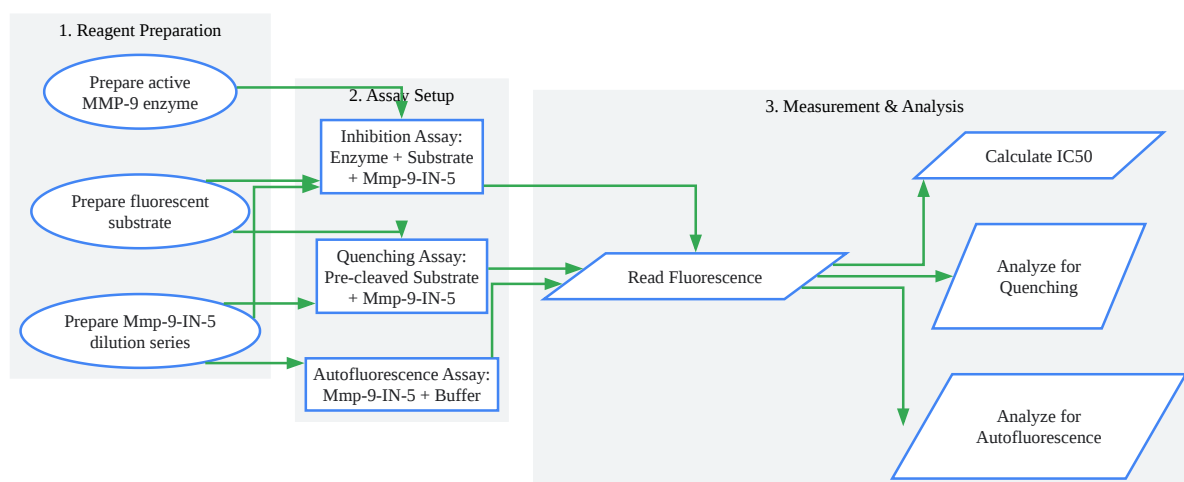 1. Reagent Preparation
Prepare active
MMP-9 enzyme
Prepare fluorescent
substrate
Prepare Mmp-9-IN-5
dilution series
2. Assay Setup
Inhibition Assay:
Enzyme + Substrate
+ Mmp-9-IN-5
Quenching Assay:
Pre-cleaved Substrate
+ Mmp-9-IN-5
Autofluorescence Assay:
Mmp-9-IN-5 + Buffer
3. Measurement & Analysis
Read Fluorescence
Calculate IC50
Analyze for
Quenching
Analyze for
Autofluorescence